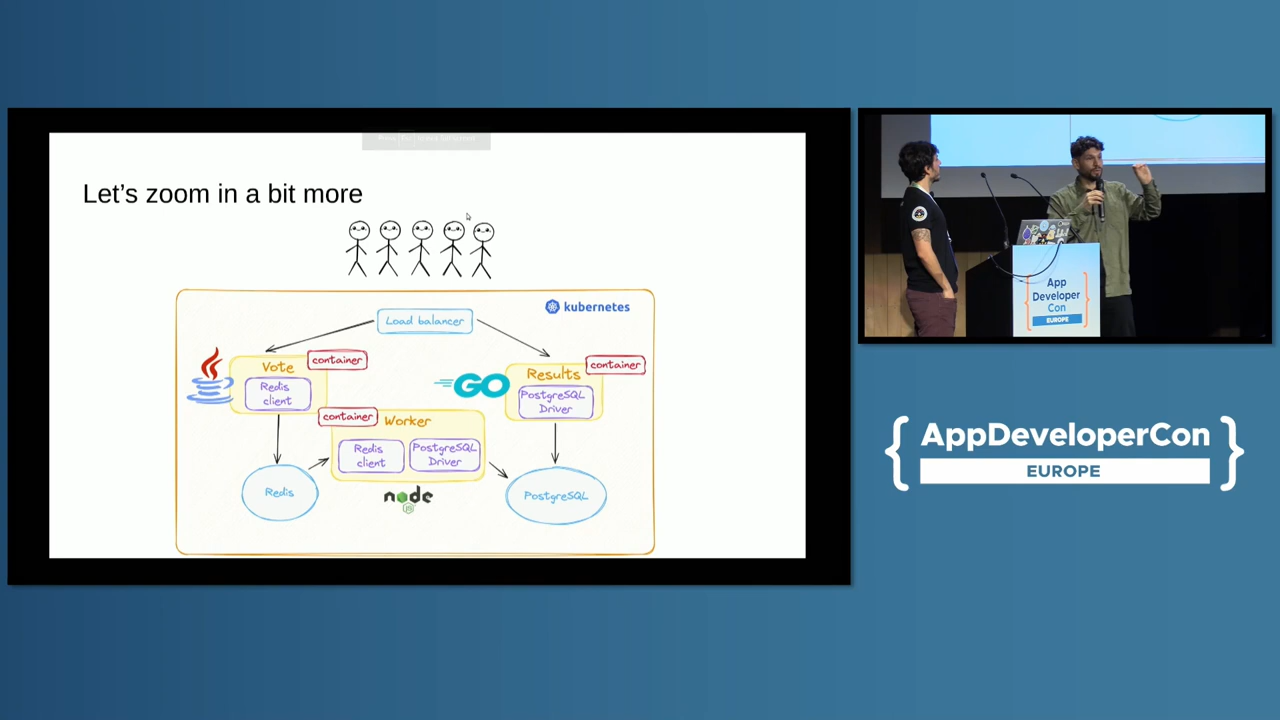 Let's zoom in a bit more
kubernetes
Load balancer
Vote
container
Redis
client
GO
Results
container
PostgreSQL
Driver
container
Worker
Redis
client
PostgreSQL
Driver
Redis
node
JS
PostgreSQL
App
Developer
Con
EUROPE
AppDeveloperCon
EUROPE